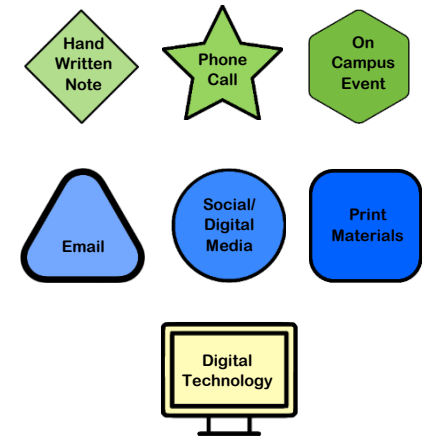 Hand
Written
Note
Phone
Call
On
Campus
Event
Email
Social/
Digital
Media
Print
Materials
Digital
Technology